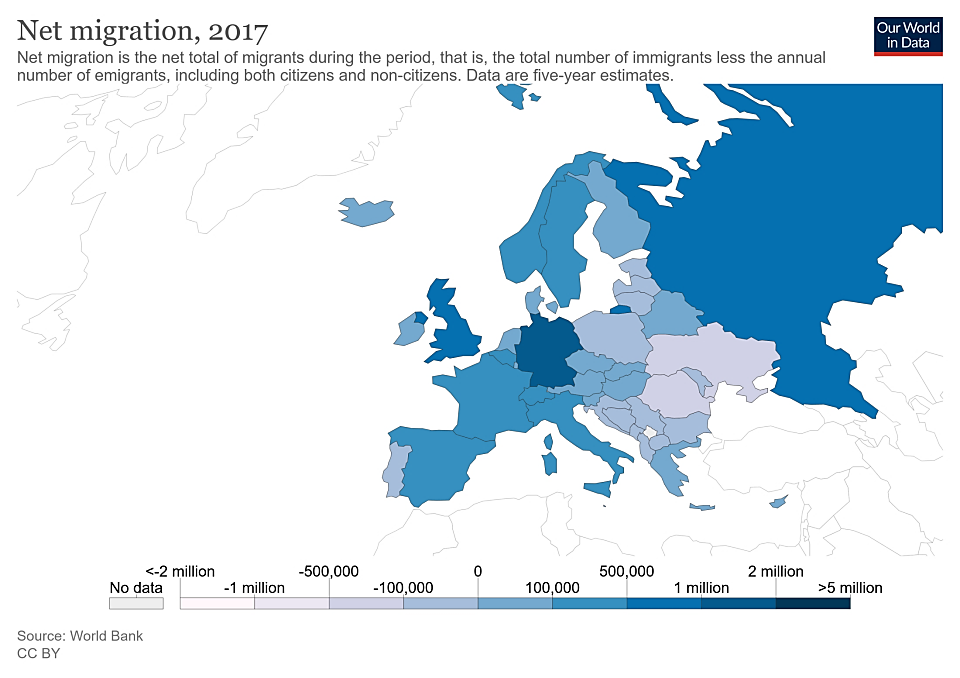 Net migration, 2017
Our World
in Data
Net migration is the net total of migrants during the period, that is, the total number of immigrants less the annual
number of emigrants, including both citizens and non-citizens. Data are five-year estimates.
<-2 million -500,000 0 500,000 2 million
No data -1 million -100,000 100,000 1 million >5 million
Source: World Bank
CC BY